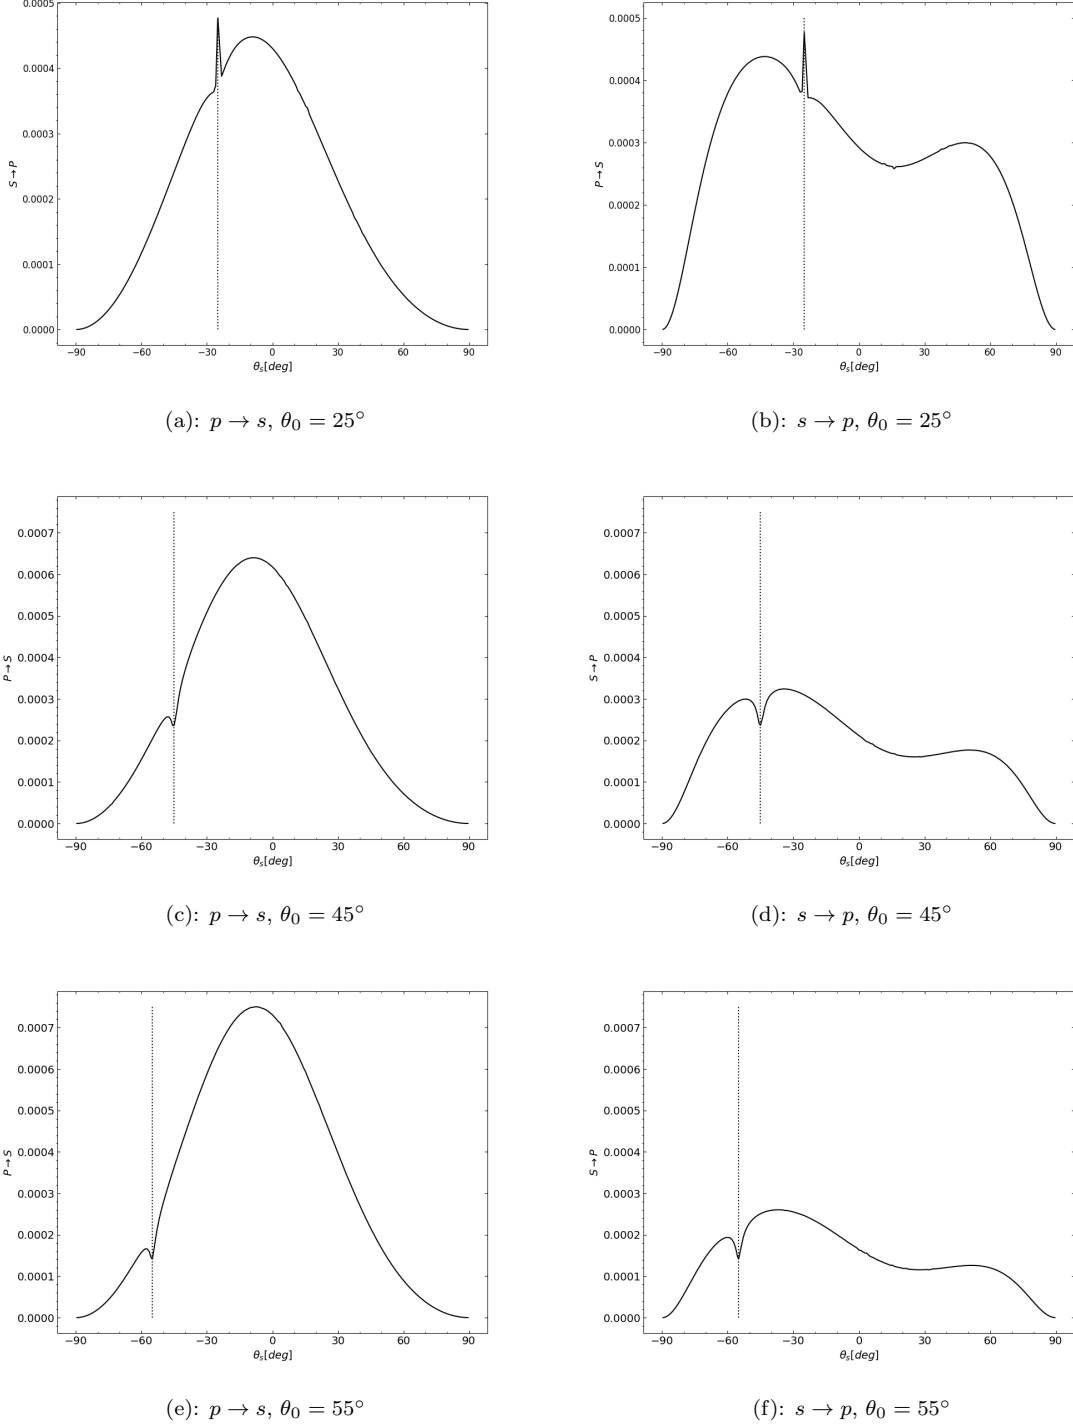 0.0005
0.0004
0.0003
0.0002
0.0001
0.0000
S→P
−90 −60 −30 0 30 60 90
θs[deg]
0.0005
0.0004
0.0003
0.0002
0.0001
0.0000
P→S
−90 −60 −30 0 30 60 90
θs[deg]
(a): p → s, θ0 = 25°
(b): s → p, θ0 = 25°
0.0007
0.0006
0.0005
0.0004
0.0003
0.0002
0.0001
0.0000
P→S
−90 −60 −30 0 30 60 90
θs[deg]
0.0007
0.0006
0.0005
0.0004
0.0003
0.0002
0.0001
0.0000
S→P
−90 −60 −30 0 30 60 90
θs[deg]
(c): p → s, θ0 = 45°
(d): s → p, θ0 = 45°
0.0007
0.0006
0.0005
0.0004
0.0003
0.0002
0.0001
0.0000
P→S
−90 −60 −30 0 30 60 90
θs[deg]
0.0007
0.0006
0.0005
0.0004
0.0003
0.0002
0.0001
0.0000
S→P
−90 −60 −30 0 30 60 90
θs[deg]
(e): p → s, θ0 = 55°
(f): s → p, θ0 = 55°